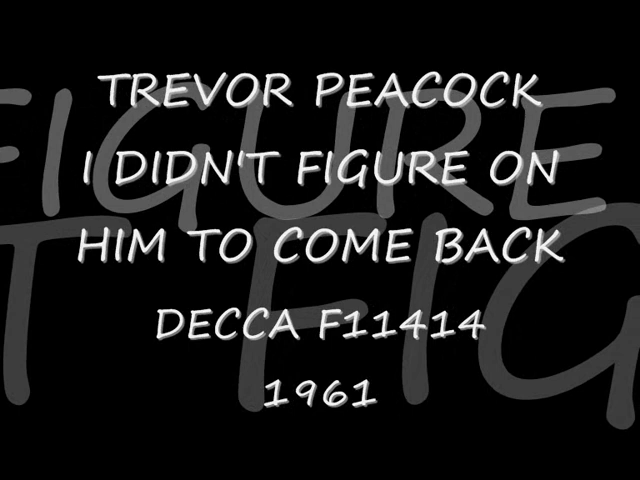 TREVOR PEACOCK
I DIDN'T FIGURE ON
HIM TO COME BACK
DECCA F11414
1961